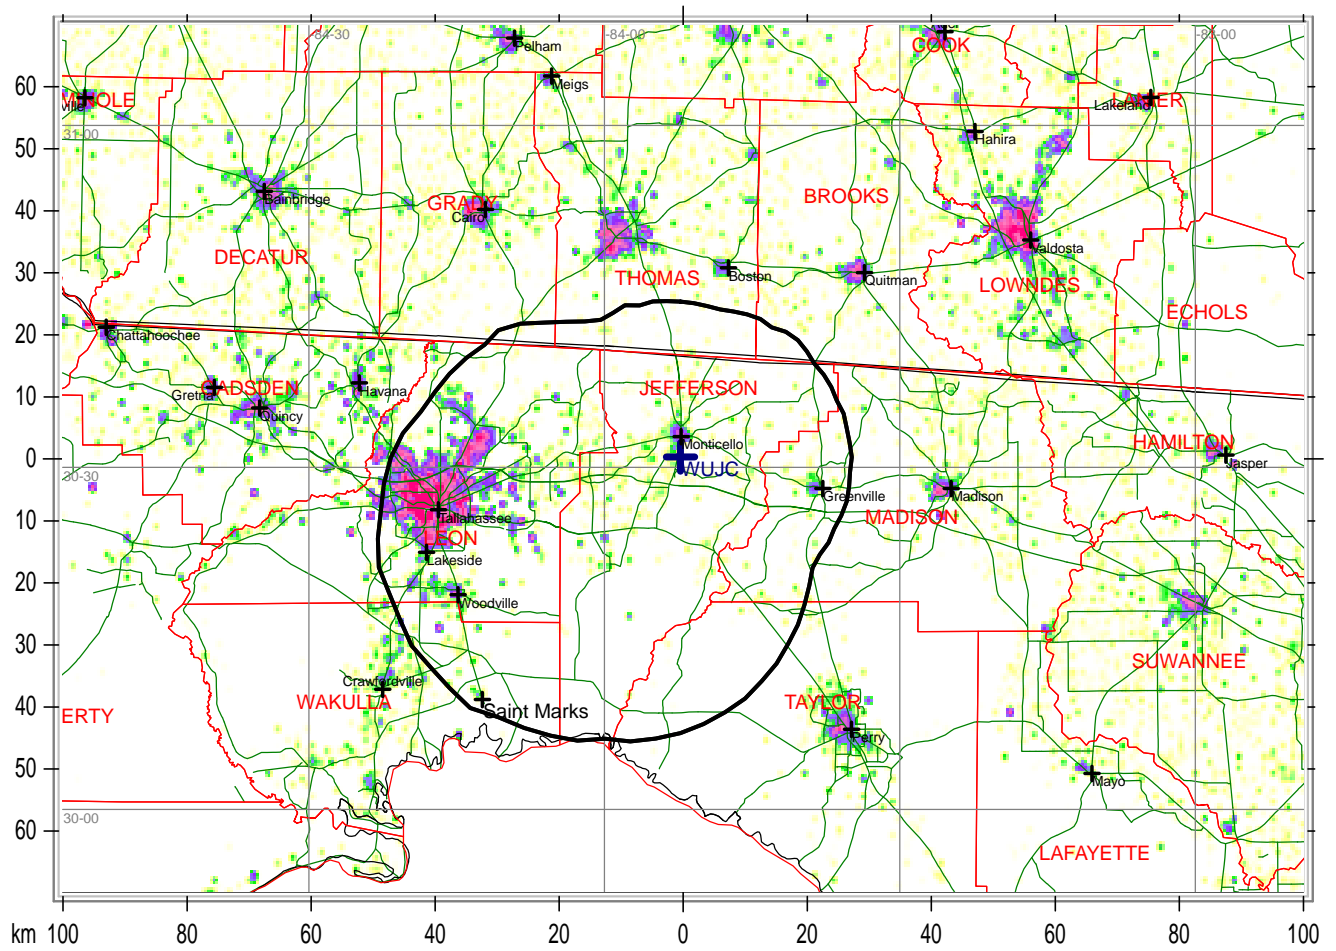 -84-30
-84-00
-83-00
Pelham
COOK
60
Meigs
LANIER
Lakeland
ville
31-00
Hahira
50
Bainbridge
GRADY
Cairo
BROOKS
40
DECATUR
Valdosta
THOMAS
Boston
Quitman
LOWNDES
30
ECHOLS
20
Chattahoochee
GADSDEN
Gretna
Havana
JEFFERSON
10
Quincy
Monticello
HAMILTON
Jasper
0
30-30
WUJC
Greenville
Madison
MADISON
Tallahassee
LEON
10
Lakeside
20
Woodville
30
SUWANNEE
Crawfordville
WAKULLA
Saint Marks
TAYLOR
ERTY
40
Perry
50
Mayo
30-00
60
LAFAYETTE
km 100 80 60 40 20 0 20 40 60 80 100